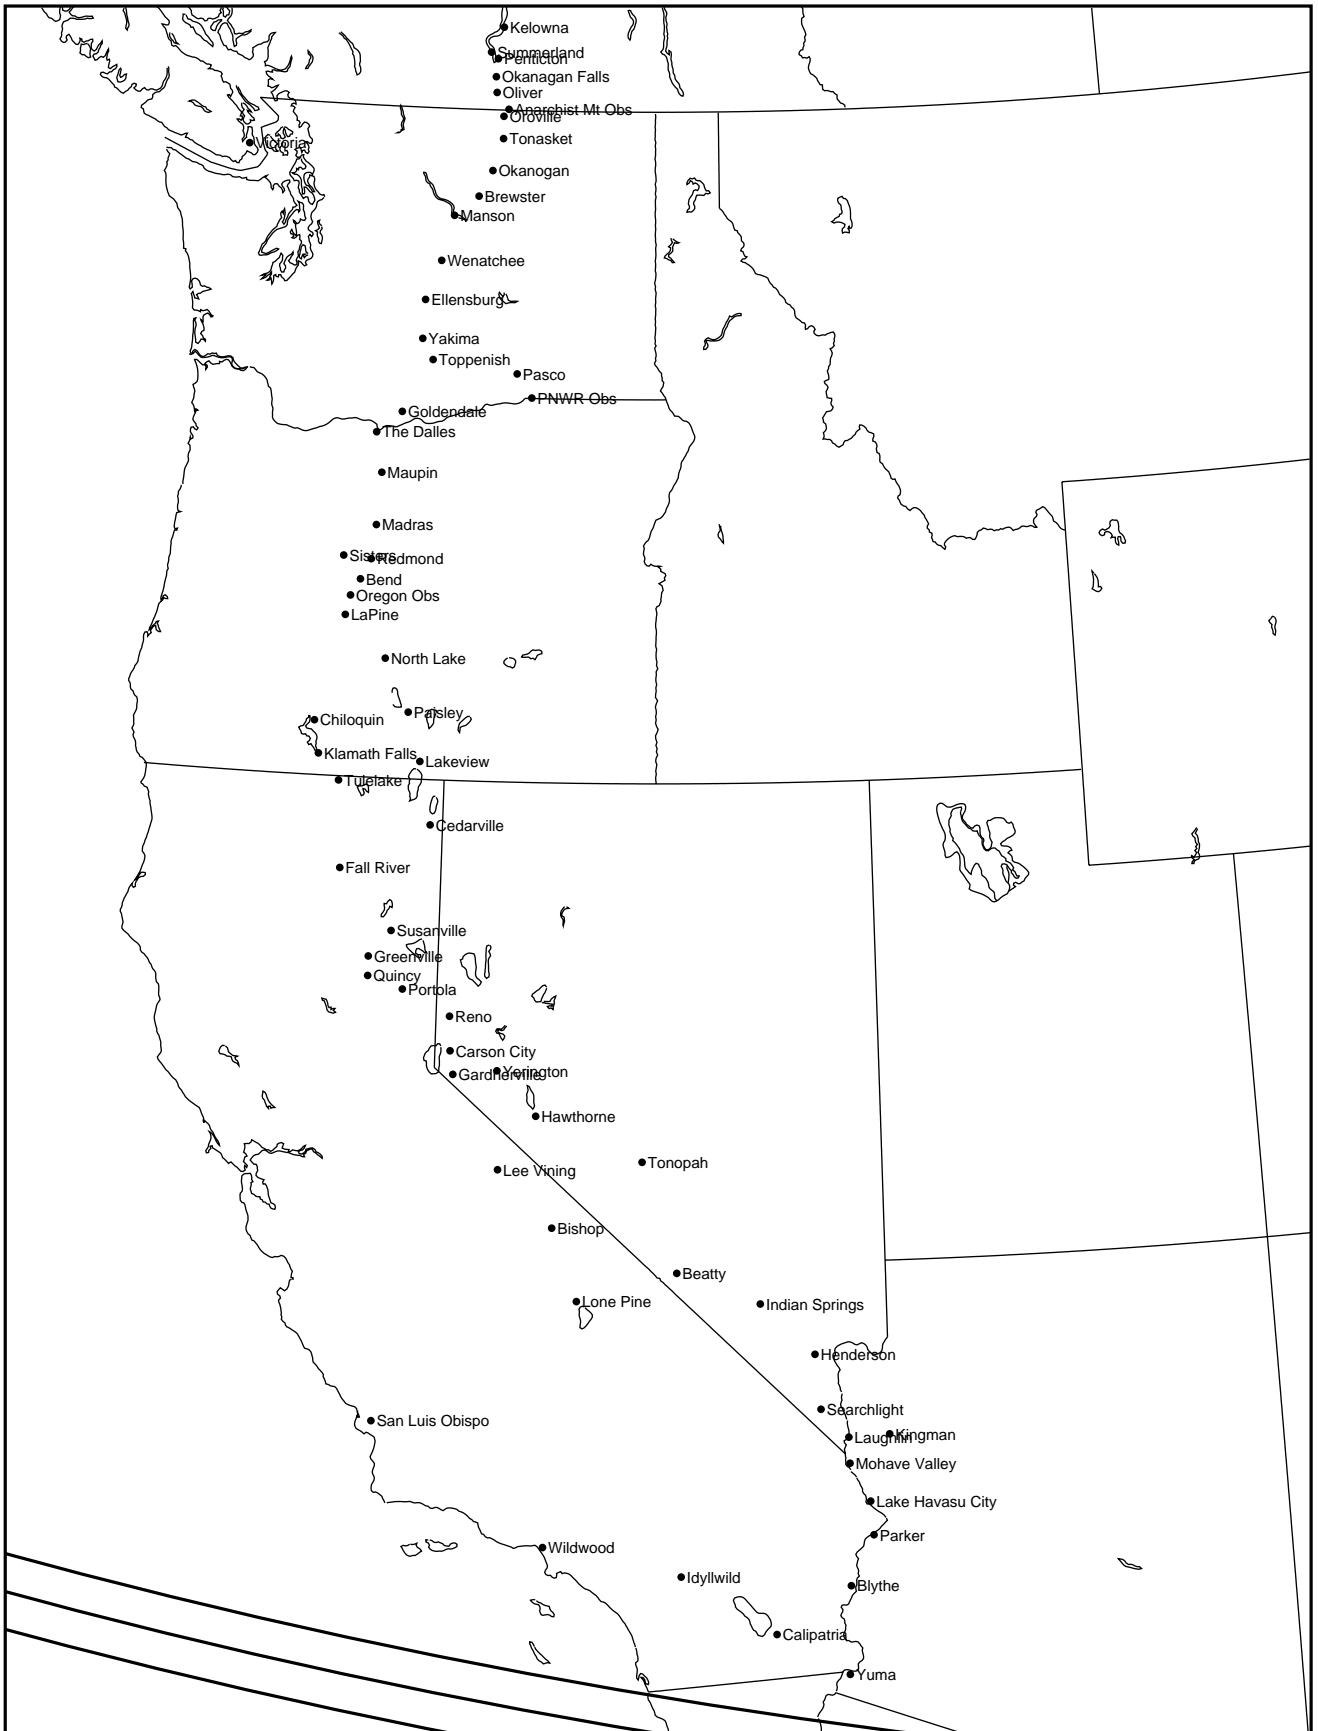 Kelowna
Summerland
Penticton
Okanagan Falls
Oliver
Anarchist Mt Obs
Oroville
Tonasket
Victoria
Okanogan
Brewster
Manson
Wenatchee
Ellensburg
Yakima
Toppenish
Pasco
PNWR Obs
Goldendale
The Dalles
Maupin
Madras
Sisters
Redmond
Bend
Oregon Obs
LaPine
North Lake
Paisley
Chiloquin
Klamath Falls
Lakeview
Tulelake
Cedarville
Fall River
Susanville
Greenville
Quincy
Portola
Reno
Carson City
Yerington
Gardnerville
Hawthorne
Tonopah
Lee Vining
Bishop
Beatty
Lone Pine
Indian Springs
Henderson
Searchlight
San Luis Obispo
Kingman
Laughlin
Mohave Valley
Lake Havasu City
Parker
Wildwood
Idyllwild
Blythe
Calipatria
Yuma